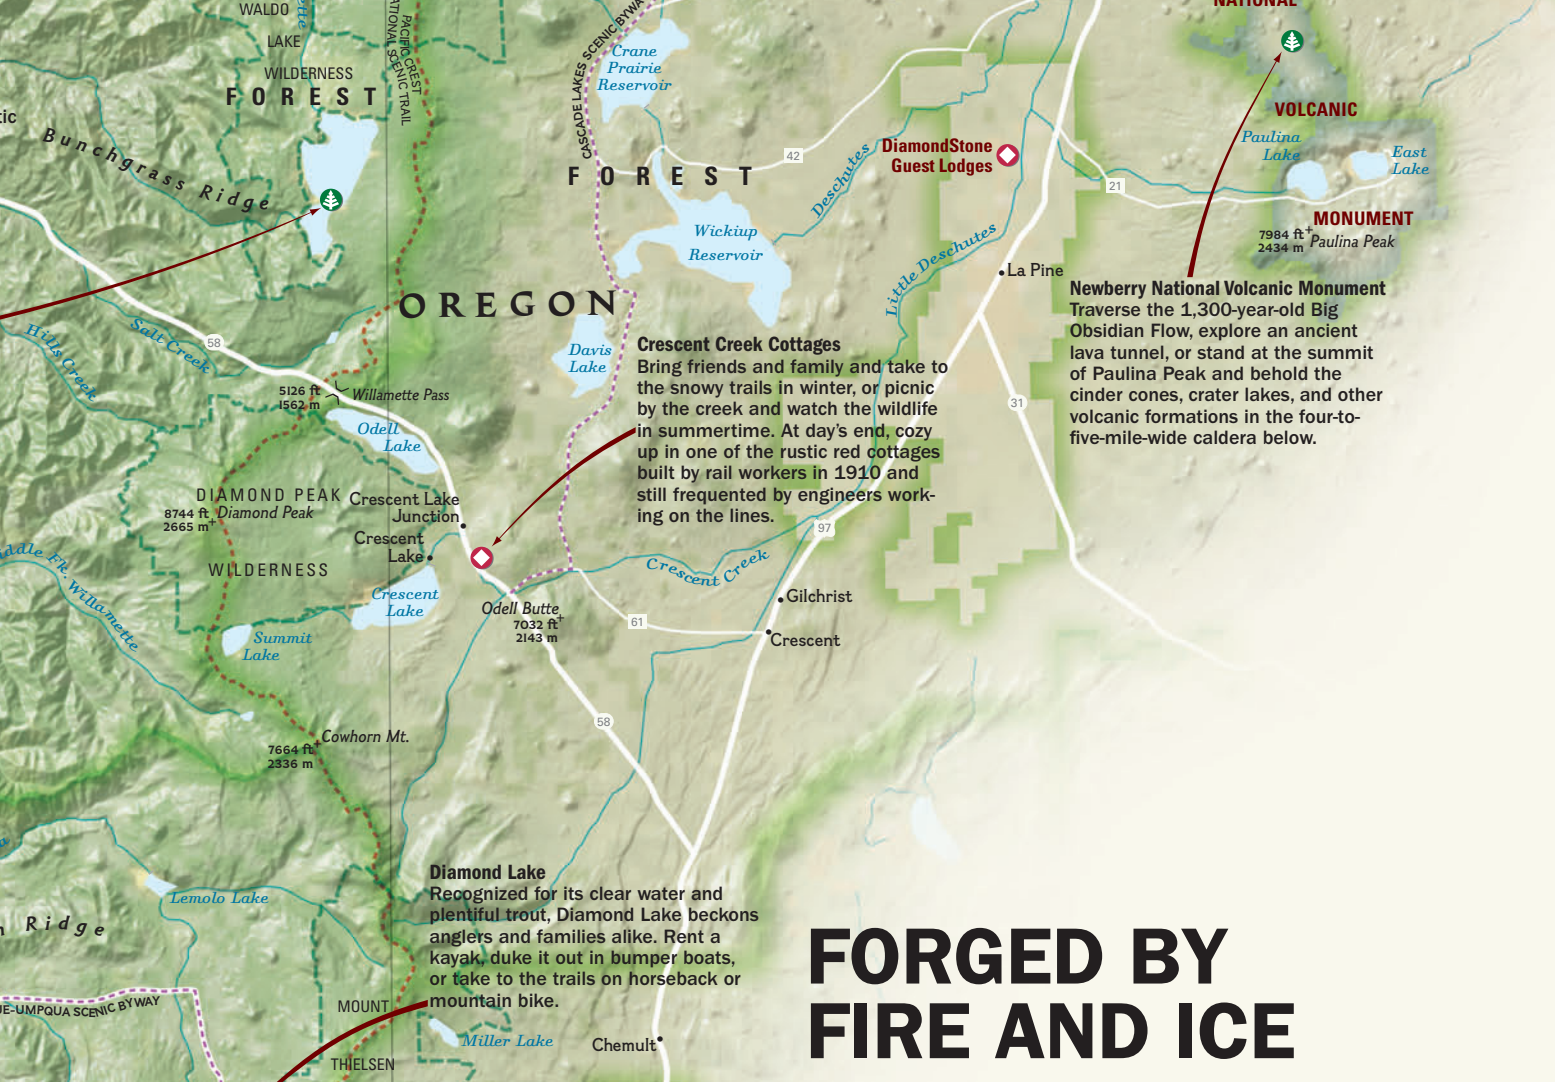 NATIONAL
WALDO
LAKE
WILDERNESS
FOREST
PACIFIC CREST
NATIONAL SCENIC TRAIL
CASCADE LAKES SCENIC BYWAY
Crane
Prairie
Reservoir
VOLCANIC
Paulina
Lake
East
Lake
MONUMENT
7984 ft
2434 m
Paulina Peak
tic
Bunchgrass Ridge
FOREST
42
Deschutes
DiamondStone
Guest Lodges
21
Wickiup
Reservoir
Little Deschutes
La Pine
OREGON
Newberry National Volcanic Monument
Traverse the 1,300-year-old Big
Obsidian Flow, explore an ancient
lava tunnel, or stand at the summit
of Paulina Peak and behold the
cinder cones, crater lakes, and other
volcanic formations in the four-to-
five-mile-wide caldera below.
Hills Creek
Salt Creek
58
Davis
Lake
Crescent Creek Cottages
Bring friends and family and take to
the snowy trails in winter, or picnic
by the creek and watch the wildlife
in summertime. At day's end, cozy
up in one of the rustic red cottages
built by rail workers in 1910 and
still frequented by engineers work-
ing on the lines.
5126 ft
1562 m
Willamette Pass
Odell
Lake
31
DIAMOND PEAK
8744 ft
2665 m
Diamond Peak
WILDERNESS
Crescent Lake
Junction
Crescent
Lake
97
iddle Fk. Willamette
Crescent Creek
Crescent
Lake
Odell Butte
7032 ft
2143 m
61
Gilchrist
Crescent
Summit
Lake
58
7664 ft
2336 m
Cowhorn Mt.
Diamond Lake
Recognized for its clear water and
plentiful trout, Diamond Lake beckons
anglers and families alike. Rent a
kayak, duke it out in bumper boats,
or take to the trails on horseback or
mountain bike.
Lemolo Lake
n Ridge
UE-UMPQUA SCENIC BYWAY
MOUNT
THIELSEN
Miller Lake
Chemult
FORGED BY
FIRE AND ICE